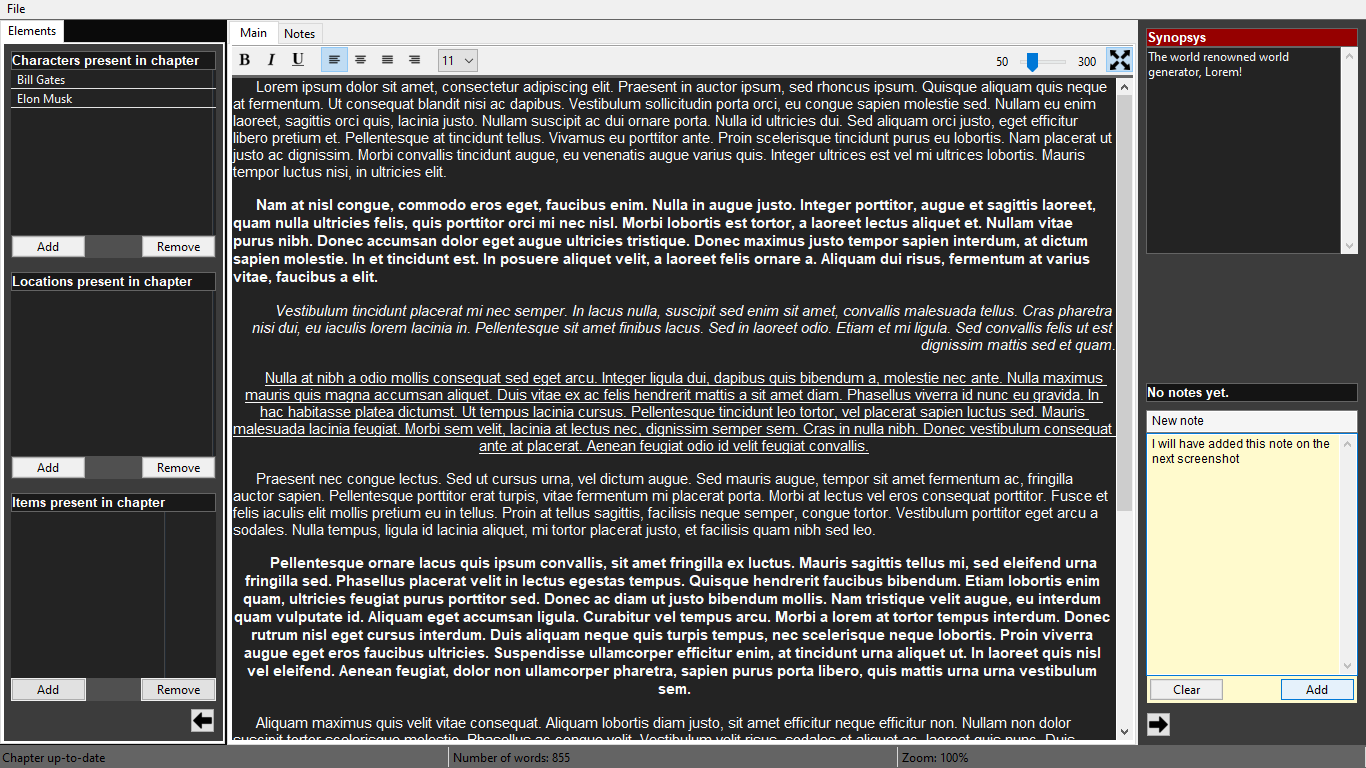 File
Elements
Characters present in chapter
Bill Gates
Elon Musk
Add Remove
Locations present in chapter
Add Remove
Items present in chapter
Add Remove
Main Notes
B I U 11 50 300
Lorem ipsum dolor sit amet, consectetur adipiscing elit. Praesent in auctor ipsum, sed rhoncus ipsum. Quisque aliquam quis neque
at fermentum. Ut consequat blandit nisi ac dapibus. Vestibulum sollicitudin porta orci, eu congue sapien molestie sed. Nullam eu enim
laoreet, sagittis orci quis, lacinia justo. Nullam suscipit ac dui ornare porta. Nulla id ultricies dui. Sed aliquam orci justo, eget efficitur
libero pretium et. Pellentesque at tincidunt tellus. Vivamus eu porttitor ante. Proin scelerisque tincidunt purus eu lobortis. Nam placerat ut
justo ac dignissim. Morbi convallis tincidunt augue, eu venenatis augue varius quis. Integer ultrices est vel mi ultrices lobortis. Mauris
tempor luctus nisi, in ultricies elit.
Nam at nisl congue, commodo eros eget, faucibus enim. Nulla in augue justo. Integer porttitor, augue et sagittis laoreet,
quam nulla ultricies felis, quis porttitor orci mi nec nisl. Morbi lobortis est tortor, a laoreet lectus aliquet et. Nullam vitae
purus nibh. Donec accumsan dolor eget augue ultricies tristique. Donec maximus justo tempor sapien interdum, at dictum
sapien molestie. In et tincidunt est. In posuere aliquet velit, a laoreet felis ornare a. Aliquam dui risus, fermentum at varius
vitae, faucibus a elit.
Vestibulum tincidunt placerat mi nec semper. In lacus nulla, suscipit sed enim sit amet, convallis malesuada tellus. Cras pharetra
nisi dui, eu iaculis lorem lacinia in. Pellentesque sit amet finibus lacus. Sed in laoreet odio. Etiam et mi ligula. Sed convallis felis ut est
dignissim mattis sed et quam.
Nulla at nibh a odio mollis consequat sed eget arcu. Integer ligula dui, dapibus quis bibendum a, molestie nec ante. Nulla maximus
mauris quis magna accumsan aliquet. Duis vitae ex ac felis hendrerit mattis a sit amet diam. Phasellus viverra id nunc eu gravida. In
hac habitasse platea dictumst. Ut tempus lacinia cursus. Pellentesque tincidunt leo tortor, vel placerat sapien luctus sed. Mauris
malesuada lacinia feugiat. Morbi sem velit, lacinia at lectus nec, dignissim semper sem. Cras in nulla nibh. Donec vestibulum consequat
ante at placerat. Aenean feugiat odio id velit feugiat convallis.
Praesent nec congue lectus. Sed ut cursus urna, vel dictum augue. Sed mauris augue, tempor sit amet fermentum ac, fringilla
auctor sapien. Pellentesque porttitor erat turpis, vitae fermentum mi placerat porta. Morbi at lectus vel eros consequat porttitor. Fusce et
felis iaculis elit mollis pretium eu in tellus. Proin at tellus sagittis, facilisis neque semper, congue tortor. Vestibulum porttitor eget arcu a
sodales. Nulla tempus, ligula id lacinia aliquet, mi tortor placerat justo, et facilisis quam nibh sed leo.
Pellentesque ornare lacus quis ipsum convallis, sit amet fringilla ex luctus. Mauris sagittis tellus mi, sed eleifend urna
fringilla sed. Phasellus placerat velit in lectus egestas tempus. Quisque hendrerit faucibus bibendum. Etiam lobortis enim
quam, ultricies feugiat purus porttitor sed. Donec ac diam ut justo bibendum mollis. Nam tristique velit augue, eu interdum
quam vulputate id. Aliquam eget accumsan ligula. Curabitur vel tempus arcu. Morbi a lorem at tortor tempus interdum. Donec
rutrum nisl eget cursus interdum. Duis aliquam neque quis turpis tempus, nec scelerisque neque lobortis. Proin viverra
augue eget eros faucibus ultricies. Suspendisse ullamcorper efficitur enim, at tincidunt urna aliquet ut. In laoreet quis nisl
vel eleifend. Aenean feugiat, dolor non ullamcorper pharetra, sapien purus porta libero, quis mattis urna urna vestibulum
sem.
Aliquam maximus quis velit vitae consequat. Aliquam lobortis diam justo, sit amet efficitur neque efficitur non. Nullam non dolor
suscipit tortor scelerisque molestie. Phasellus ac congue velit. Vestibulum velit risus, sodales et aliquet ac, laoreet quis nunc. Duis
Synopsys
The world renowned world
generator, Lorem!
No notes yet.
New note
I will have added this note on the
next screenshot
Clear Add
Chapter up-to-date Number of words: 855 Zoom: 100%